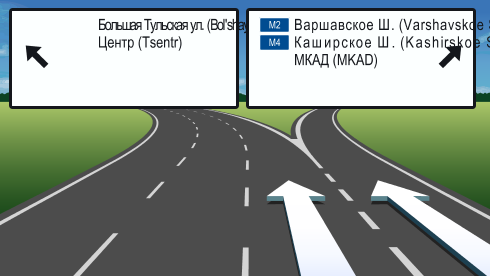 Большая Тульская ул. (Bol'shay
Центр (Tsentr)
M2 Варшавское Ш. (Varshavskoe S
M4 Каширское Ш. (Kashirskoe S
МКАД (MKAD)